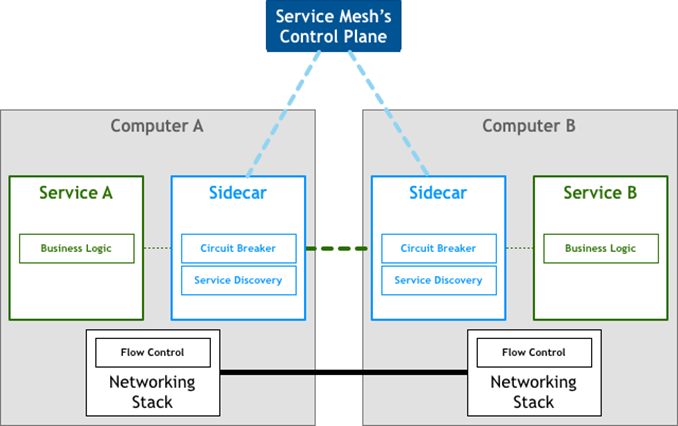 Service Mesh's
Control Plane
Computer A
Computer B
Service A
Sidecar
Sidecar
Service B
Business Logic
Circuit Breaker
Circuit Breaker
Business Logic
Service Discovery
Service Discovery
Flow Control
Flow Control
Networking
Stack
Networking
Stack